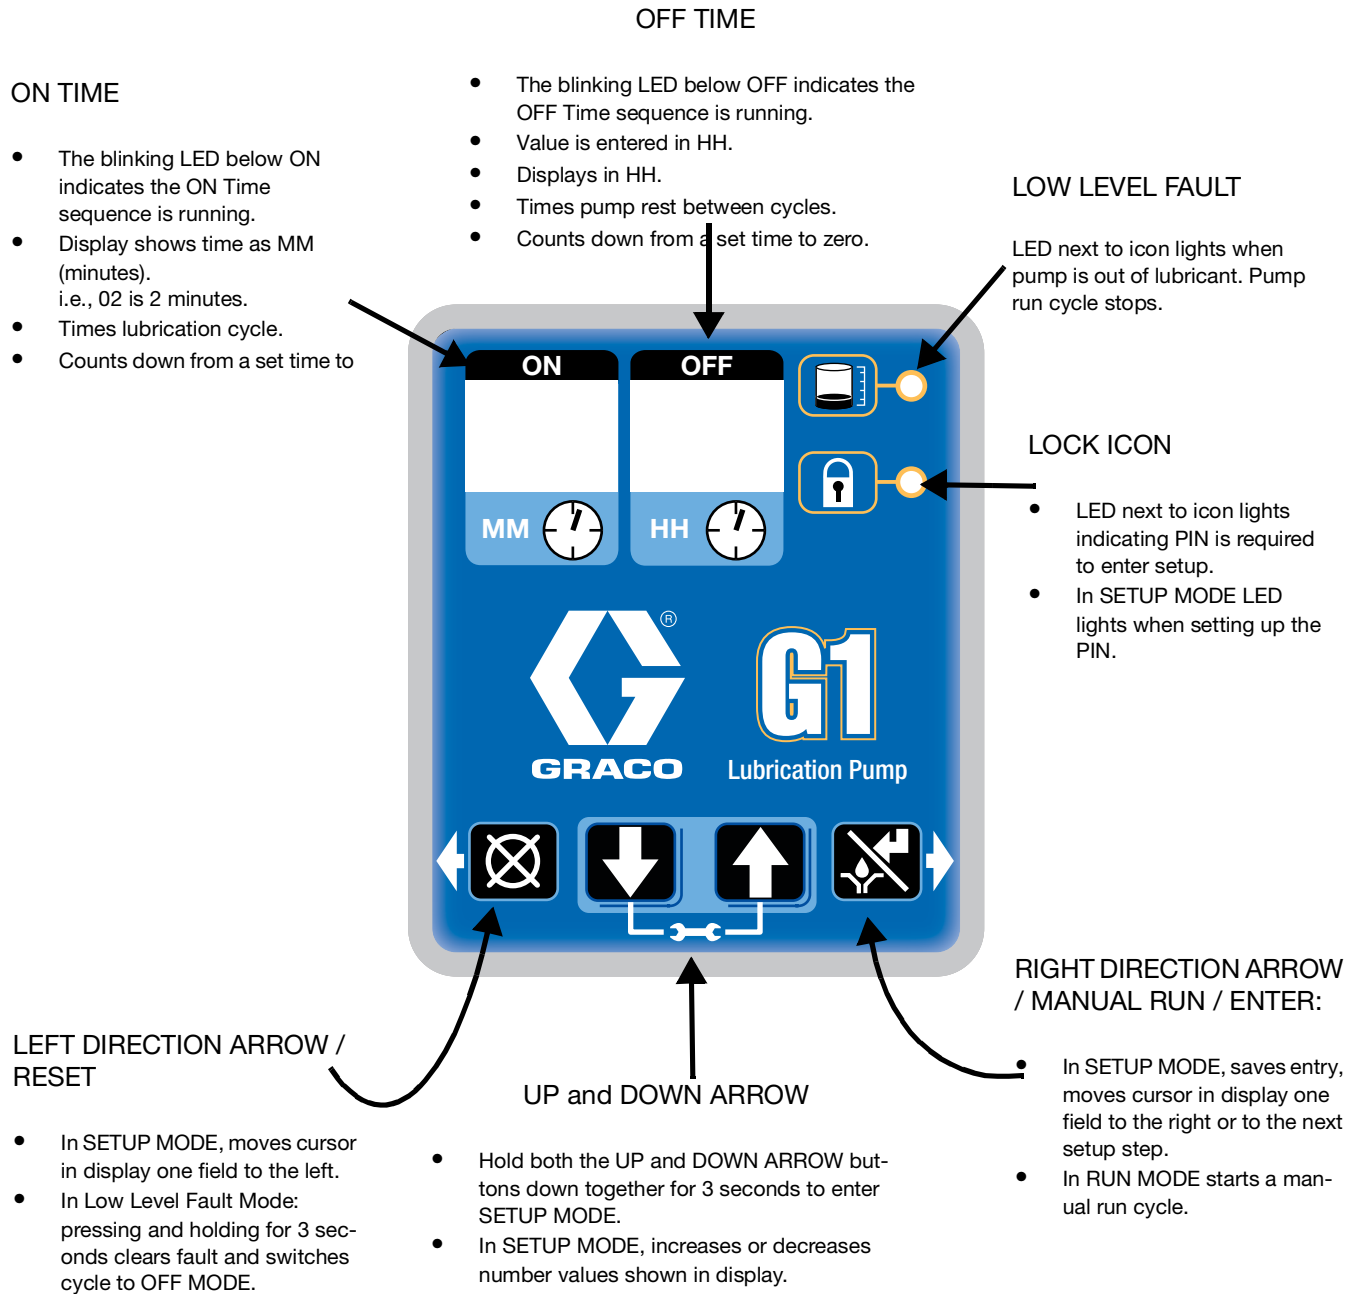 OFF TIME
• The blinking LED below OFF indicates the
OFF Time sequence is running.
• Value is entered in HH.
• Displays in HH.
• Times pump rest between cycles.
• Counts down from a set time to zero.
ON TIME
• The blinking LED below ON
indicates the ON Time
sequence is running.
• Display shows time as MM
(minutes).
i.e., 02 is 2 minutes.
• Times lubrication cycle.
• Counts down from a set time to
LOW LEVEL FAULT
LED next to icon lights when
pump is out of lubricant. Pump
run cycle stops.
LOCK ICON
• LED next to icon lights
indicating PIN is required
to enter setup.
• In SETUP MODE LED
lights when setting up the
PIN.
ON
OFF
MM
HH
®
GRACO
G1
Lubrication Pump
LEFT DIRECTION ARROW /
RESET
• In SETUP MODE, moves cursor
in display one field to the left.
• In Low Level Fault Mode:
pressing and holding for 3 sec-
onds clears fault and switches
cycle to OFF MODE.
UP and DOWN ARROW
• Hold both the UP and DOWN ARROW but-
tons down together for 3 seconds to enter
SETUP MODE.
• In SETUP MODE, increases or decreases
number values shown in display.
RIGHT DIRECTION ARROW
/ MANUAL RUN / ENTER:
• In SETUP MODE, saves entry,
moves cursor in display one
field to the right or to the next
setup step.
• In RUN MODE starts a man-
ual run cycle.